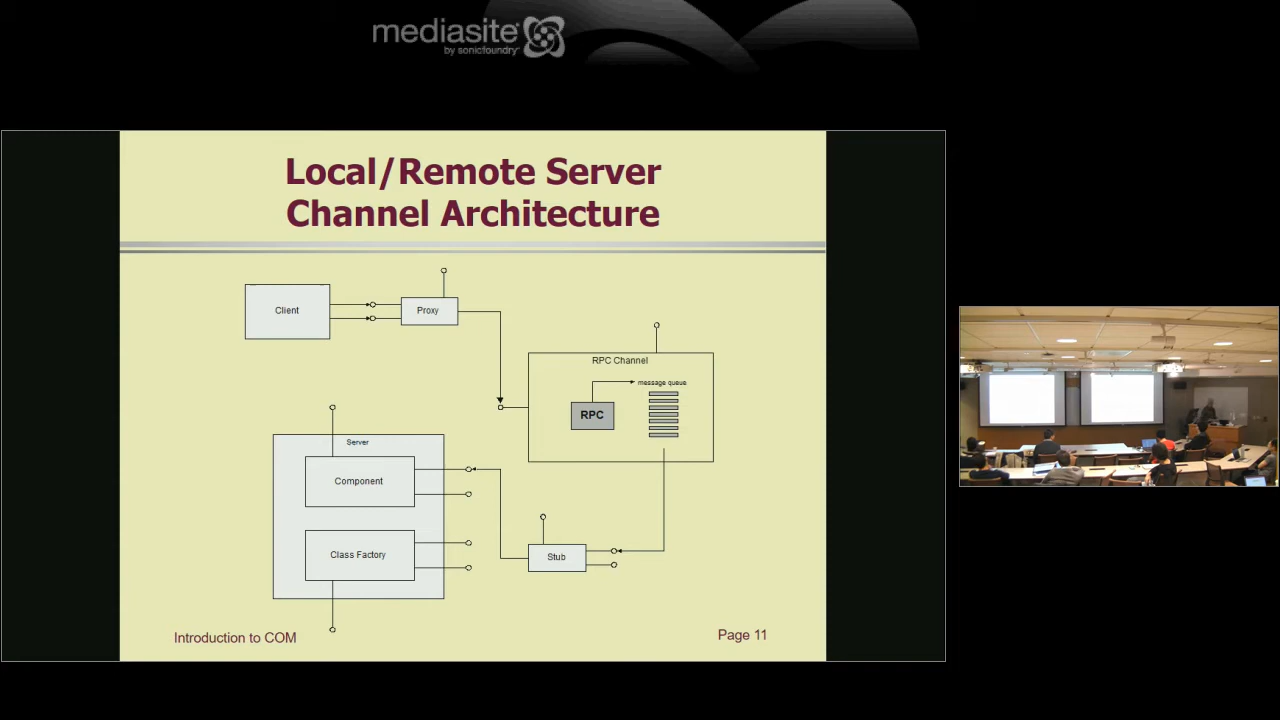 mediasite
by sonicfoundry
Local/Remote Server
Channel Architecture
Client
Proxy
RPC Channel
message queue
RPC
Server
Component
Class Factory
Stub
Introduction to COM
Page 11